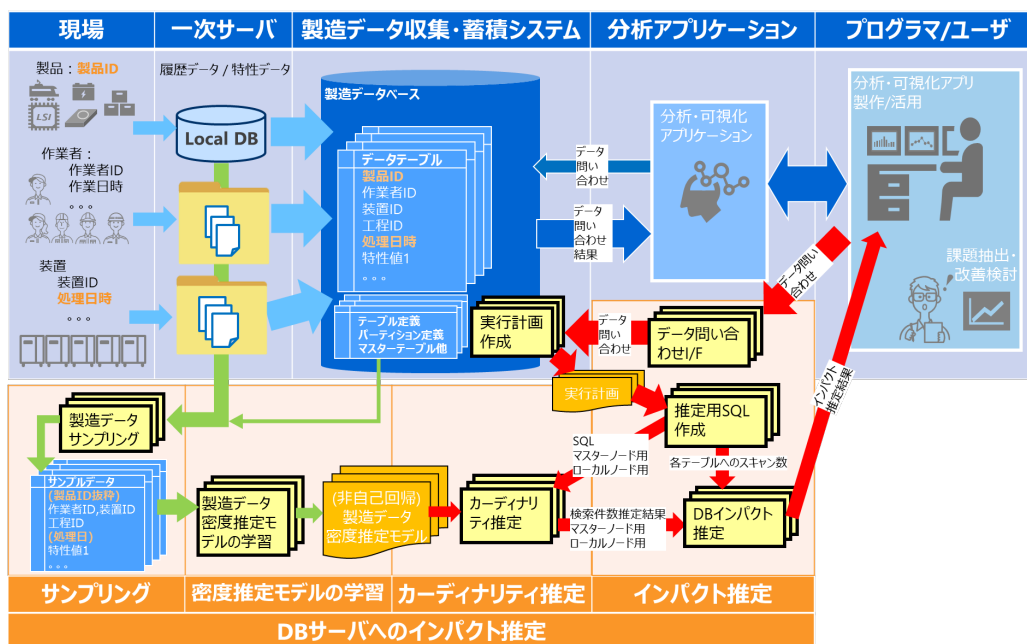 現場
一次サーバ
製造データ収集・蓄積システム
分析アプリケーション
プログラマ/ユーザ
製品：製品ID
LSI
作業者：
作業者ID
作業日時
。。。
装置
装置ID
処理日時
。。。
履歴データ / 特性データ
Local DB
製造データベース
データテーブル
製品ID
作業者ID
装置ID
工程ID
処理日時
特性値1
テーブル定義
パーティション定義
マスターテーブル他
データ
問い
合わせ
データ
問い
合わせ
結果
分析・可視化
アプリケーション
分析・可視化アプリ
製作/活用
課題抽出・
改善検討
データ問い
合わせ
実行計画
作成
データ
問い
合わせ
データ問い合
わせI/F
実行計画
推定用SQL
作成
インパクト
推定結果
製造データ
サンプリング
SQL
マスターノード用
ローカルノード用
各テーブルへのスキャン数
サンプルデータ
(製品ID抜粋)
作業者ID,装置ID
工程ID
(処理日)
特性値1
。。。
製造データ
密度推定モ
デルの学習
(非自己回帰)
製造データ
密度推定モデル
カーディナリ
ティ推定
検索件数推定結果
マスターノード用
ローカルノード用
DBインパクト
推定
サンプリング
密度推定モデルの学習
カーディナリティ推定
インパクト推定
DBサーバへのインパクト推定